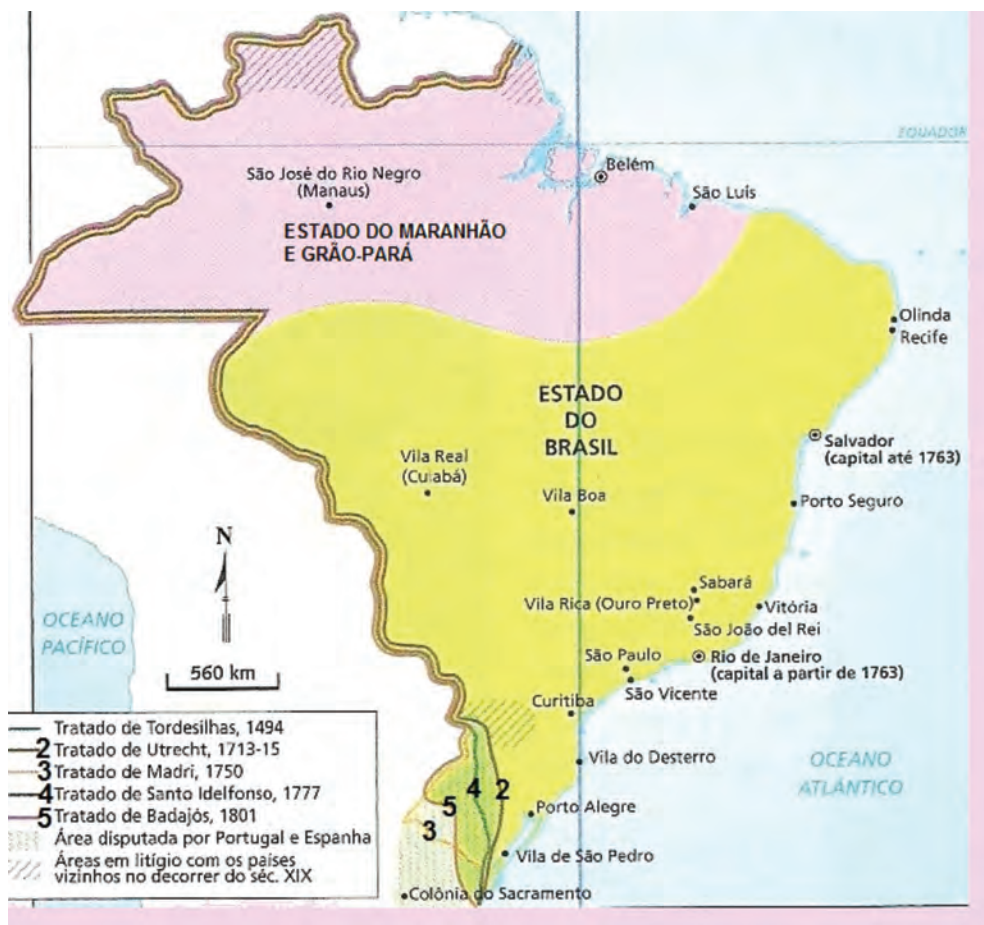 EQUADOR
Belém
São José do Rio Negro
(Manaus)
São Luís
ESTADO DO MARANHÃO
E GRÃO-PARÁ
Olinda
Recife
ESTADO
DO
BRASIL
Salvador
(capital até 1763)
Vila Real
(Cuiabá)
Vila Boa
Porto Seguro
N
Sabará
Vila Rica (Ouro Preto)
Vitória
São João del Rei
OCEANO
PACÍFICO
São Paulo
Rio de Janeiro
(capital a partir de 1763)
560 km
São Vicente
Curitiba
Tratado de Tordesilhas, 1494
2 Tratado de Utrecht, 1713-15
3 Tratado de Madri, 1750
4 Tratado de Santo Idelfonso, 1777
5 Tratado de Badajós, 1801
Área disputada por Portugal e Espanha
Áreas em litígio com os países
vizinhos no decorrer do séc. XIX
Vila do Desterro
OCEANO
ATLÂNTICO
4
2
5
3
Porto Alegre
Vila de São Pedro
Colônia do Sacramento